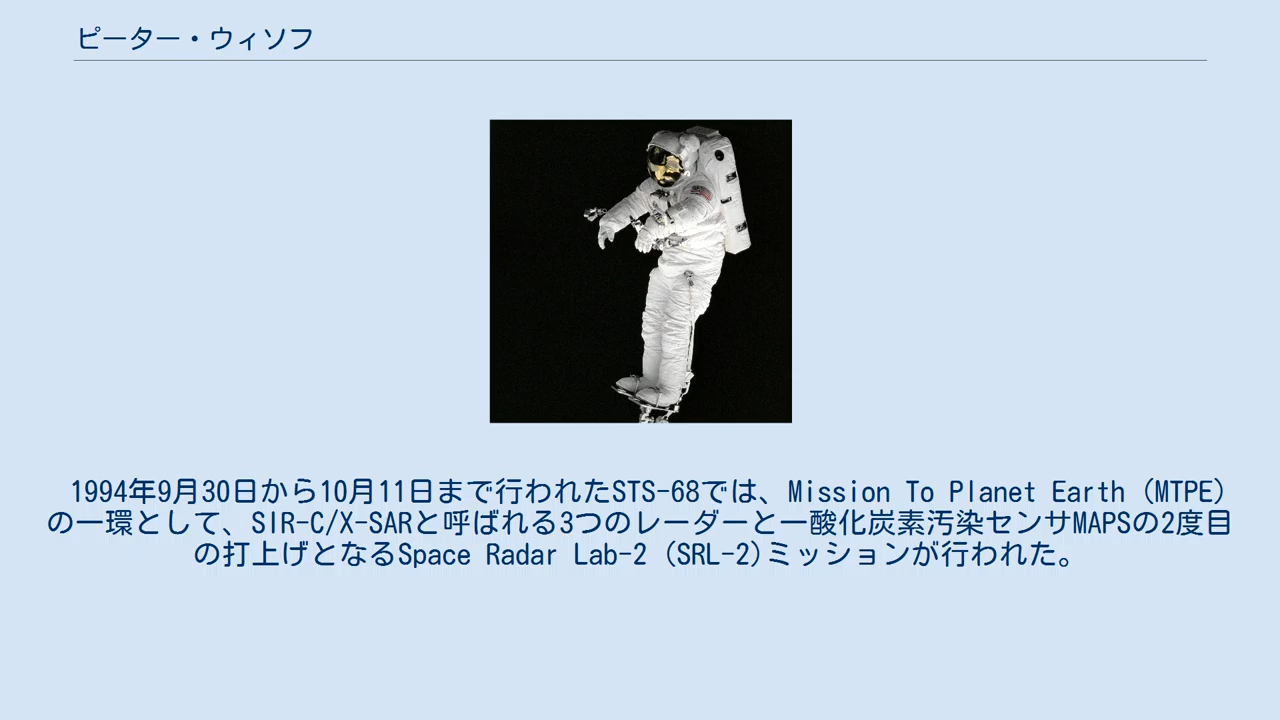 ピーター・ウィソフ
1994年9月30日から10月11日まで行われたSTS-68では、Mission To Planet Earth (MTPE)
の一環として、SIR-C/X-SARと呼ばれる3つのレーダーと一酸化炭素汚染センサMAPSの2度目
の打上げとなるSpace Radar Lab-2 (SRL-2)ミッションが行われた。